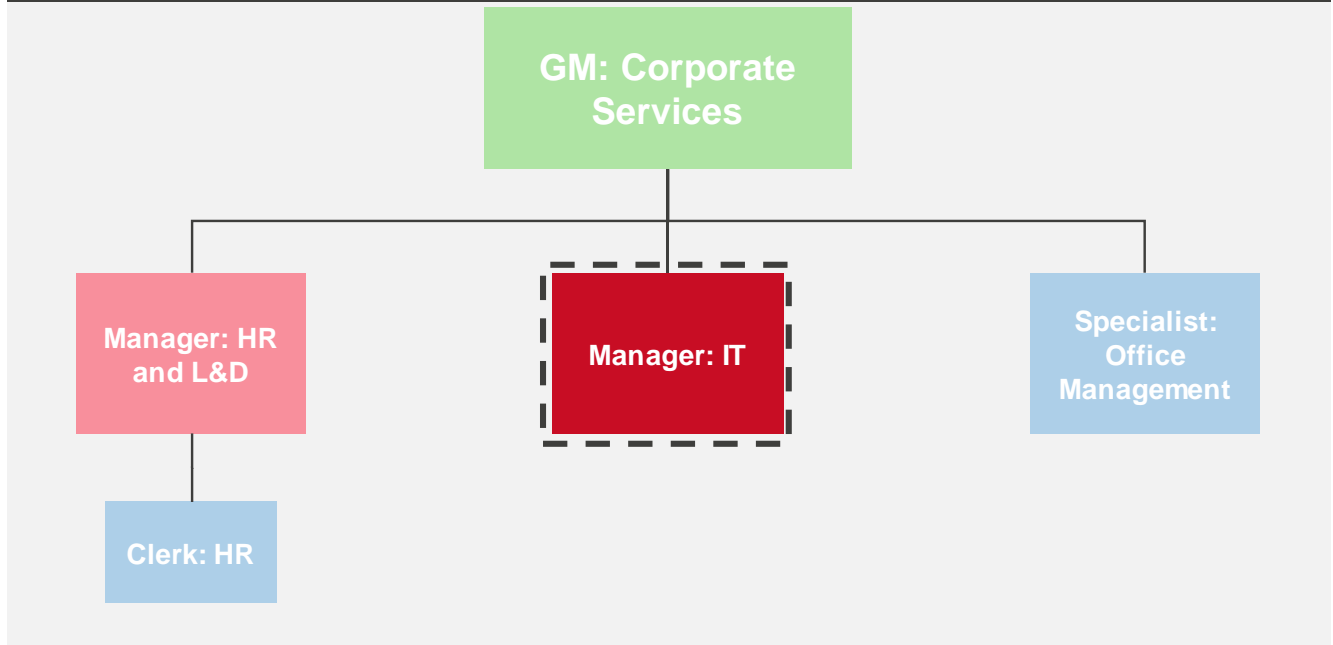 GM: Corporate
Services
Manager: HR
and L&D
Manager: IT
Specialist:
Office
Management
Clerk: HR